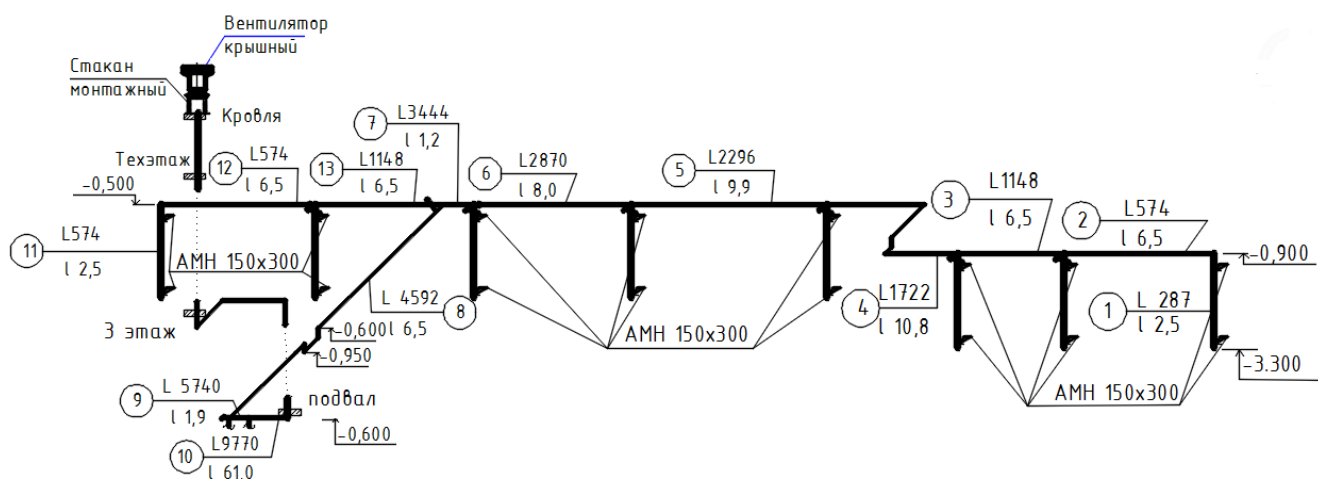 Вентилятор
крышный
Стакан
монтажный
Кровля
Техэтаж
-0,500
12
L574
l 6,5
13
L1148
l 6,5
7
L3444
l 1,2
6
L2870
l 8,0
5
L2296
l 9,9
3
L1148
l 6,5
2
L574
l 6,5
-0,900
11
L574
l 2,5
АМН 150x300
3 этаж
L 4592
l 6,5
8
-0,600
-0,950
АМН 150x300
4
L1722
l 10,8
1
L 287
l 2,5
-3.300
АМН 150x300
9
L 5740
l 1,9
подвал
-0,600
10
L9770
l 61.0